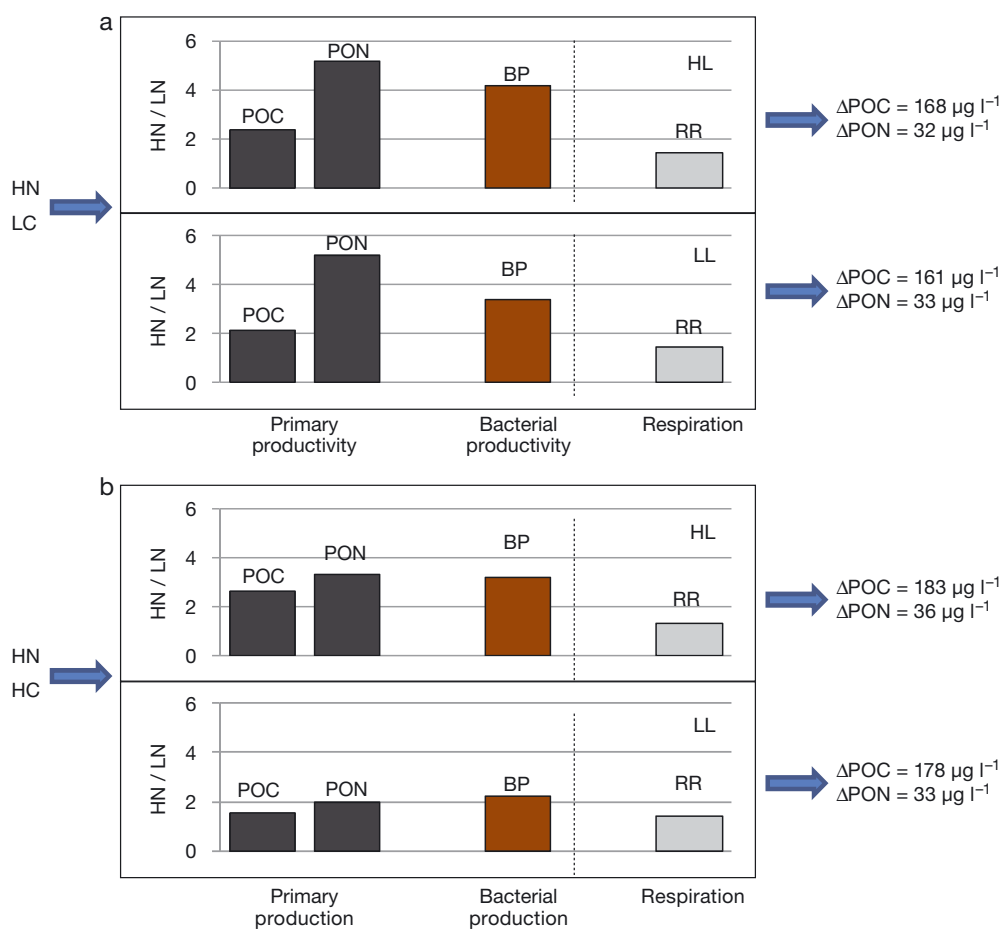 a
HN
LC
HN / LN
6
4
2
0
POC
PON
BP
RR
HL
ΔPOC = 168 µg l⁻¹
ΔPON = 32 µg l⁻¹
HN / LN
6
4
2
0
POC
PON
BP
RR
LL
ΔPOC = 161 µg l⁻¹
ΔPON = 33 µg l⁻¹
Primary
productivity
Bacterial
productivity
Respiration
b
HN
HC
HN / LN
6
4
2
0
POC
PON
BP
RR
HL
ΔPOC = 183 µg l⁻¹
ΔPON = 36 µg l⁻¹
HN / LN
6
4
2
0
POC
PON
BP
RR
LL
ΔPOC = 178 µg l⁻¹
ΔPON = 33 µg l⁻¹
Primary
production
Bacterial
production
Respiration